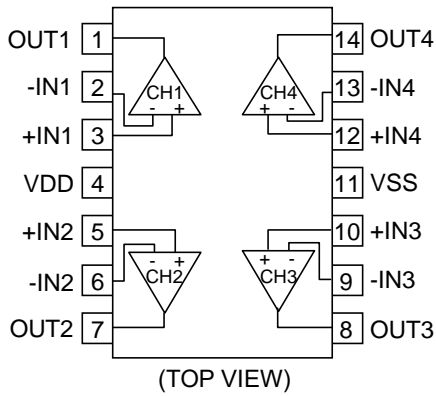 OUT1 1 14 OUT4
-IN1 2 CH1 - + CH4 + - 13 -IN4
+IN1 3 12 +IN4
VDD 4 11 VSS
+IN2 5 10 +IN3
-IN2 6 - + CH2 + - CH3 9 -IN3
OUT2 7 8 OUT3
(TOP VIEW)